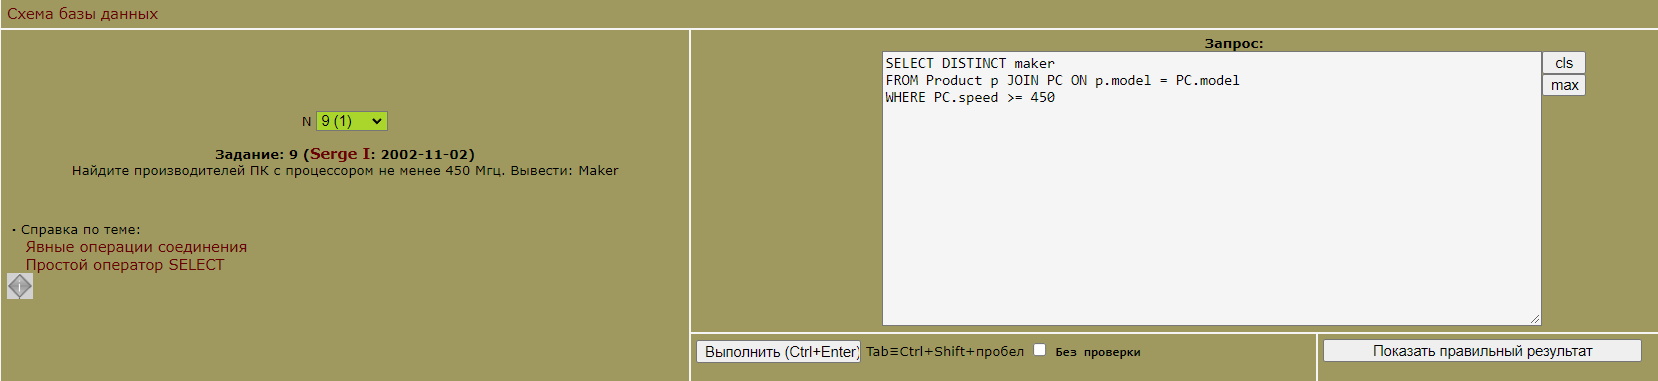 Схема базы данных
N 9 (1)
Задание: 9 (Serge I: 2002-11-02)
Найдите производителей ПК с процессором не менее 450 Мгц. Вывести: Maker
· Справка по теме:
Явные операции соединения
Простой оператор SELECT
Запрос:
SELECT DISTINCT maker
FROM Product p JOIN PC ON p.model = PC.model
WHERE PC.speed >= 450
cls
max
Выполнить (Ctrl+Enter) Tab≡Ctrl+Shift+пробел Без проверки
Показать правильный результат